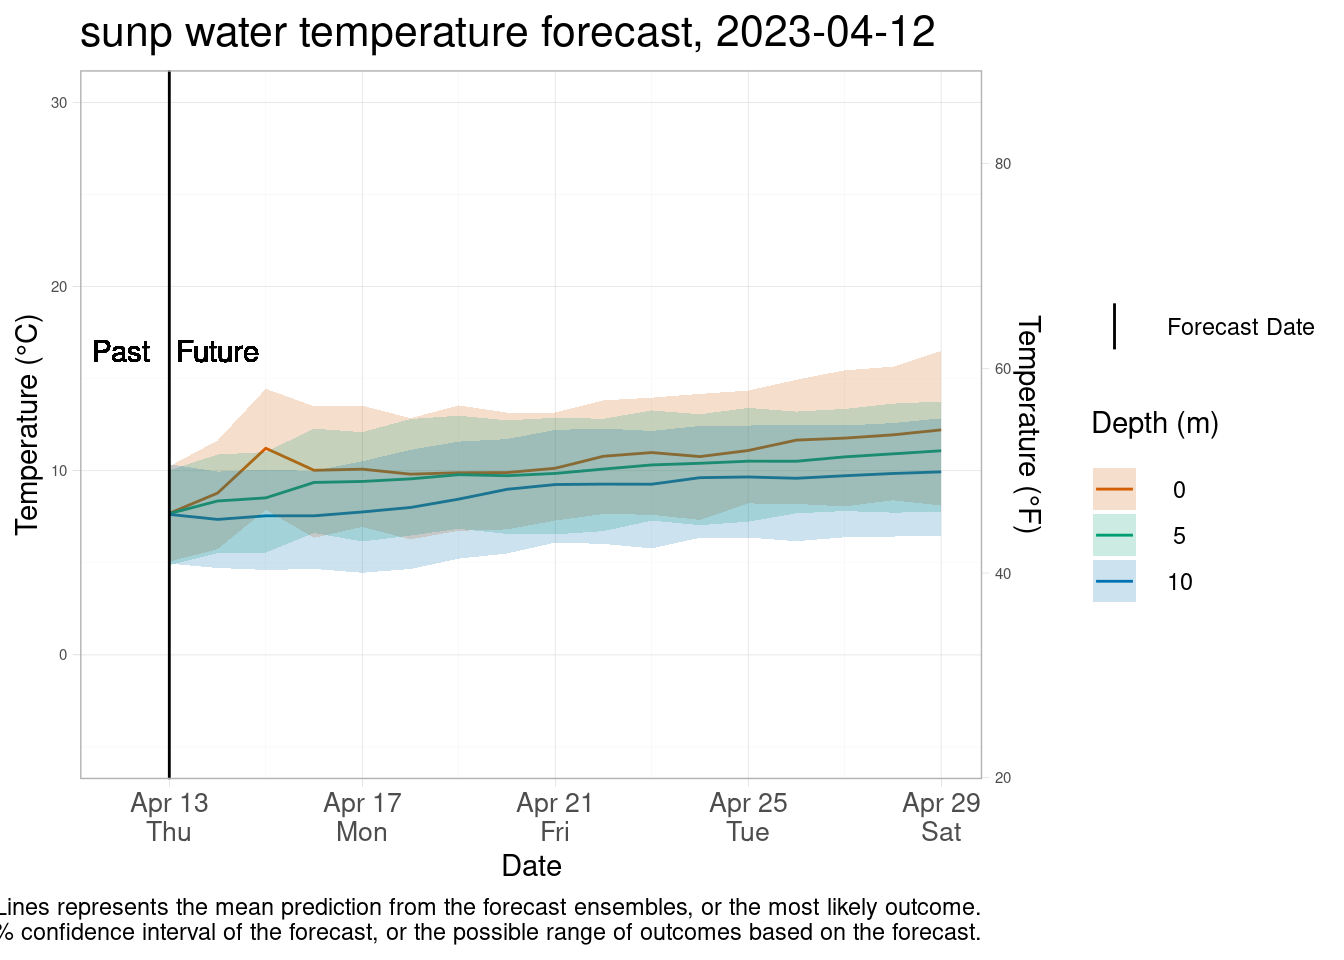 sunp water temperature forecast, 2023-04-12
30
20
10
0
Temperature (°C)
Past
Future
80
60
40
20
Temperature (°F)
Apr 13
Thu
Apr 17
Mon
Apr 21
Fri
Apr 25
Tue
Apr 29
Sat
Date
Forecast Date
Depth (m)
0
5
10
Lines represents the mean prediction from the forecast ensembles, or the most likely outcome.
% confidence interval of the forecast, or the possible range of outcomes based on the forecast.